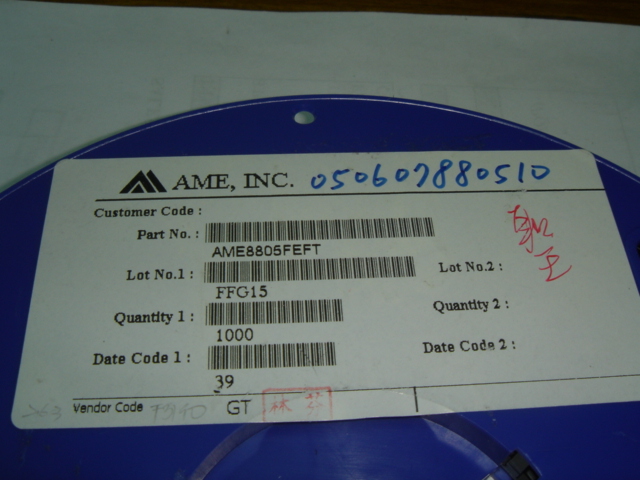 AME, INC. 050607880510
Customer Code :
Part No. :
AME8805FEFT
Lot No.1 :
FFG15
Lot No.2 :
Quantity 1 :
1000
Quantity 2 :
Date Code 1 :
39
Date Code 2 :
Vendor Code
GT
林